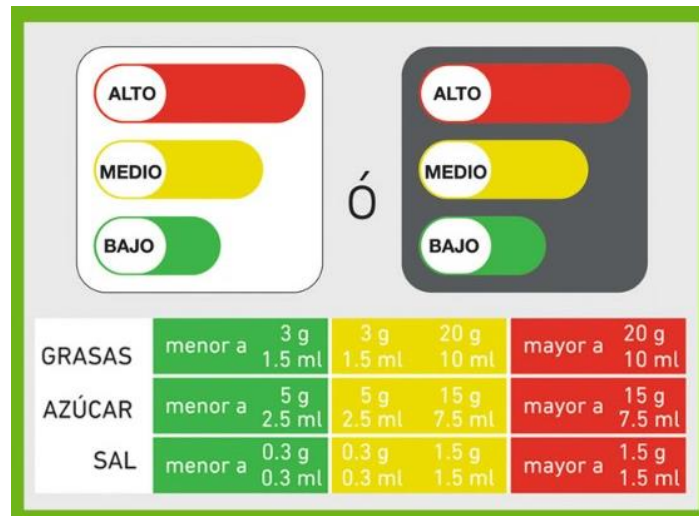 ALTO
MEDIO
BAJO
Ó
ALTO
MEDIO
BAJO
GRASAS menor a 3 g 1.5 ml 3 g 1.5 ml 20 g 10 ml mayor a 20 g 10 ml
AZÚCAR menor a 5 g 2.5 ml 5 g 2.5 ml 15 g 7.5 ml mayor a 15 g 7.5 ml
SAL menor a 0.3 g 0.3 ml 0.3 g 0.3 ml 1.5 g 1.5 ml mayor a 1.5 g 1.5 ml